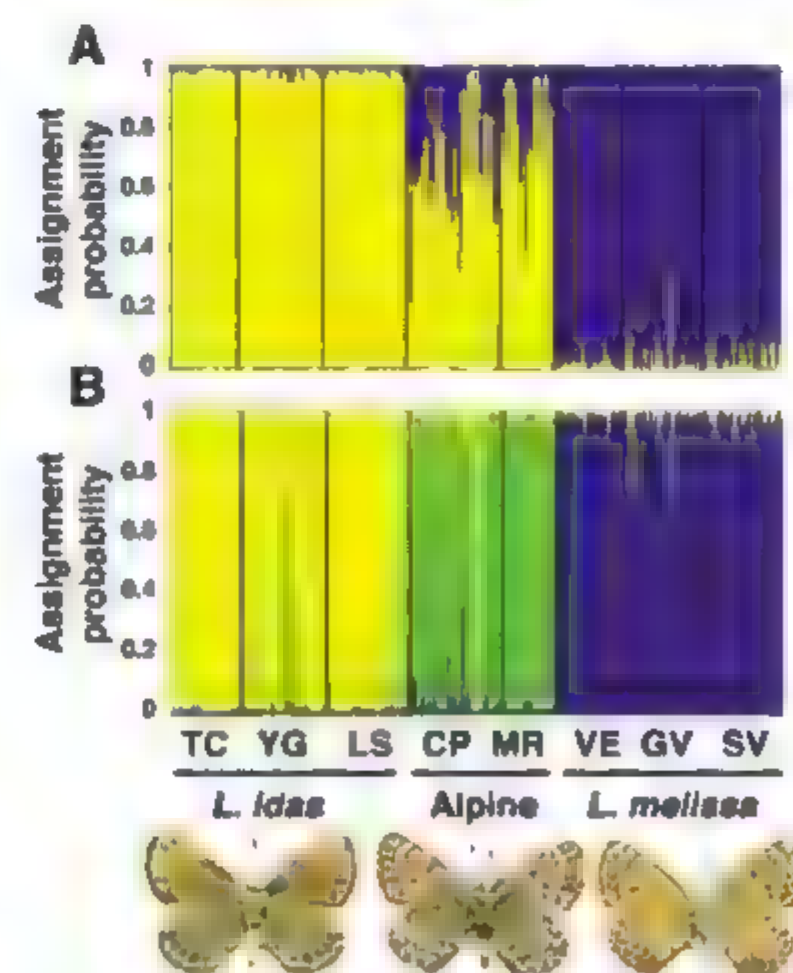 A
Assignment
probability
1
0.8
0.6
0.4
0.2
0
B
Assignment
probability
1
0.8
0.6
0.4
0.2
0
TC YG LS CP MR VE GV SV
L. idas Alpine L. melissa